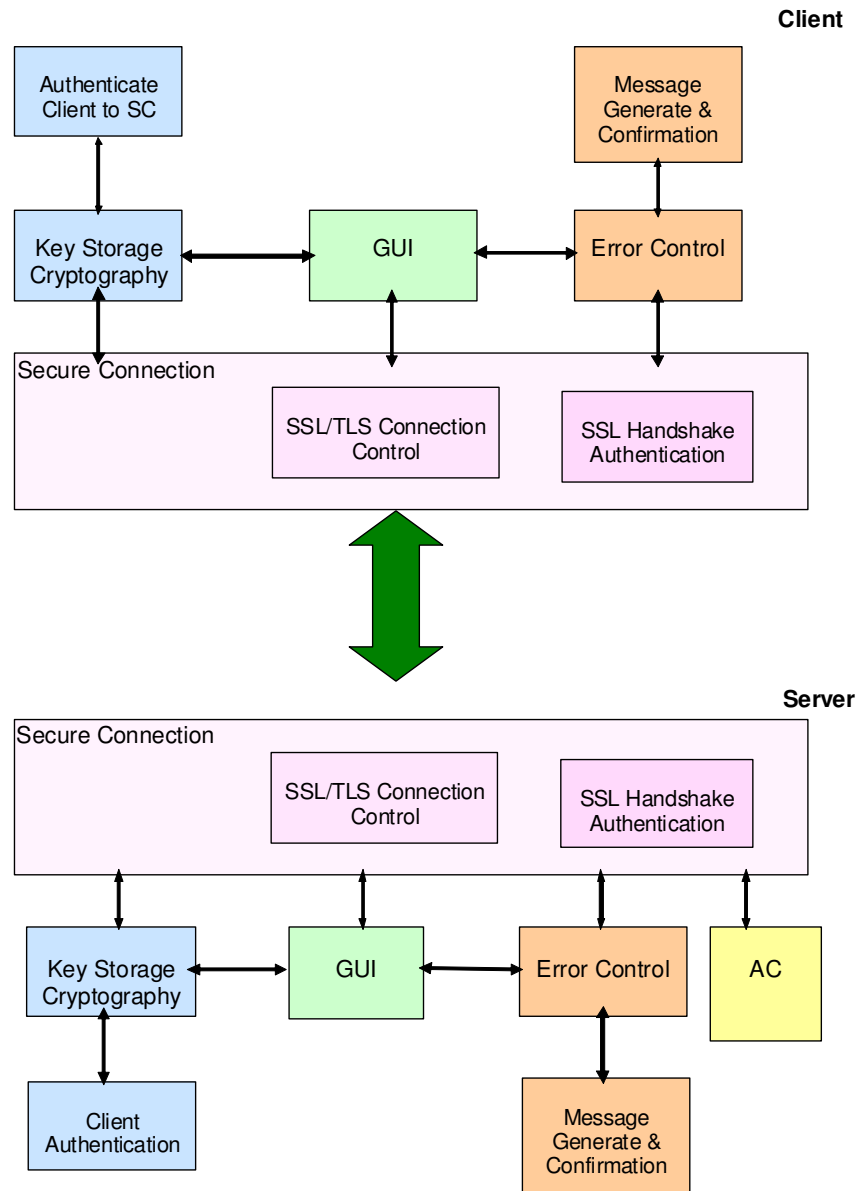 Client
Authenticate
Client to SC
Message
Generate &
Confirmation
Key Storage
Cryptography
GUI
Error Control
Secure Connection
SSL/TLS Connection
Control
SSL Handshake
Authentication
Server
Secure Connection
SSL/TLS Connection
Control
SSL Handshake
Authentication
Key Storage
Cryptography
GUI
Error Control
AC
Client
Authentication
Message
Generate &
Confirmation